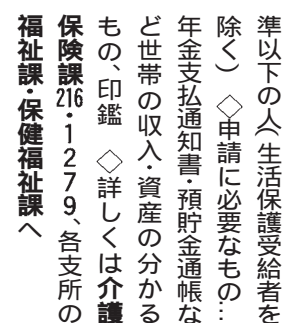 準以下の人(生活保護受給者を
除く) ◇申請に必要なもの…
年金支払通知書・預貯金通帳な
ど世帯の収入・資産の分かる
もの、印鑑 ◇詳しくは介護
保険課216・1279、各支所の
福祉課・保健福祉課へ